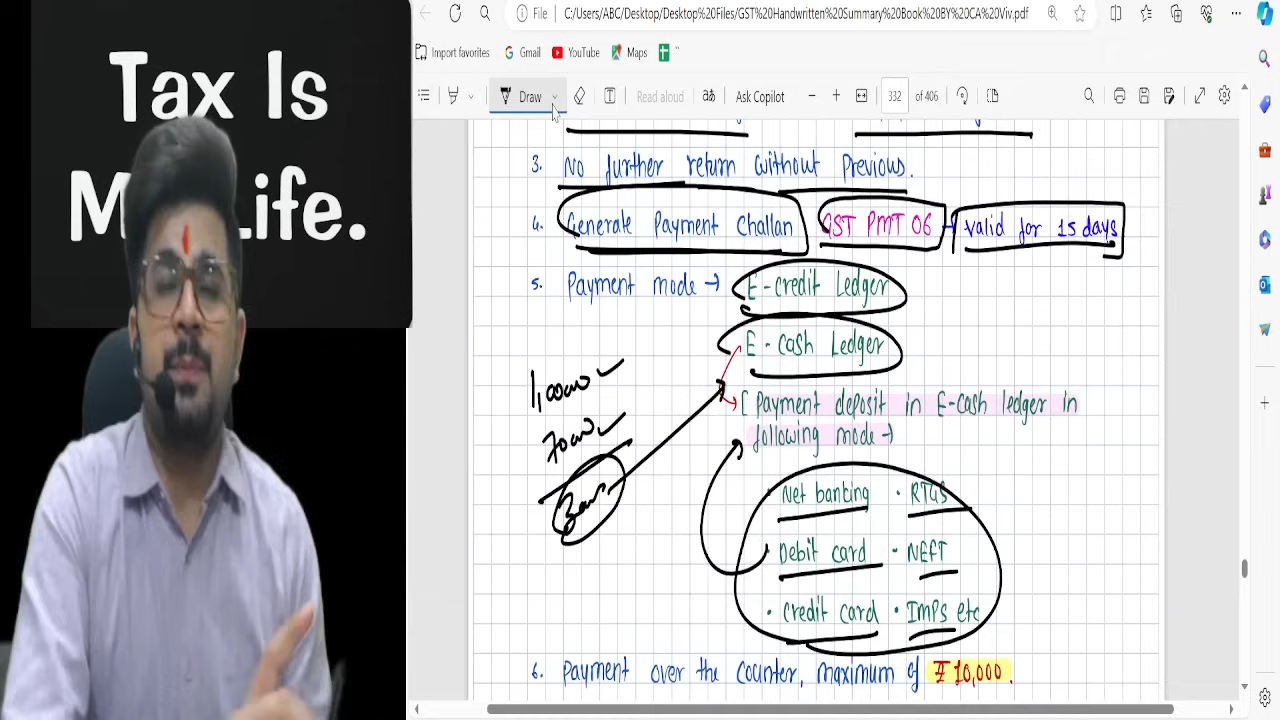 Tax Is
M Life.
File
C:/Users/ABC/Desktop/Desktop%20Files/GST%20Handwritten%20Summary%20Book%20BY%20CA%20Viv.pdf
Import favorites
Gmail
YouTube
Maps
Draw
Read aloud
Ask Copilot
332 of 406
3. No further return without Previous.
4. Generate Payment Challan GST PMT 06 → valid for 15 days
5. Payment mode → E-credit Ledger
E-cash Ledger
[Payment deposit in E-cash ledger in
following mode →
• Net banking • RTGS
• Debit card • NEFT
• credit card • IMPS etc
6. Payment over the counter, maximum of ₹10,000.